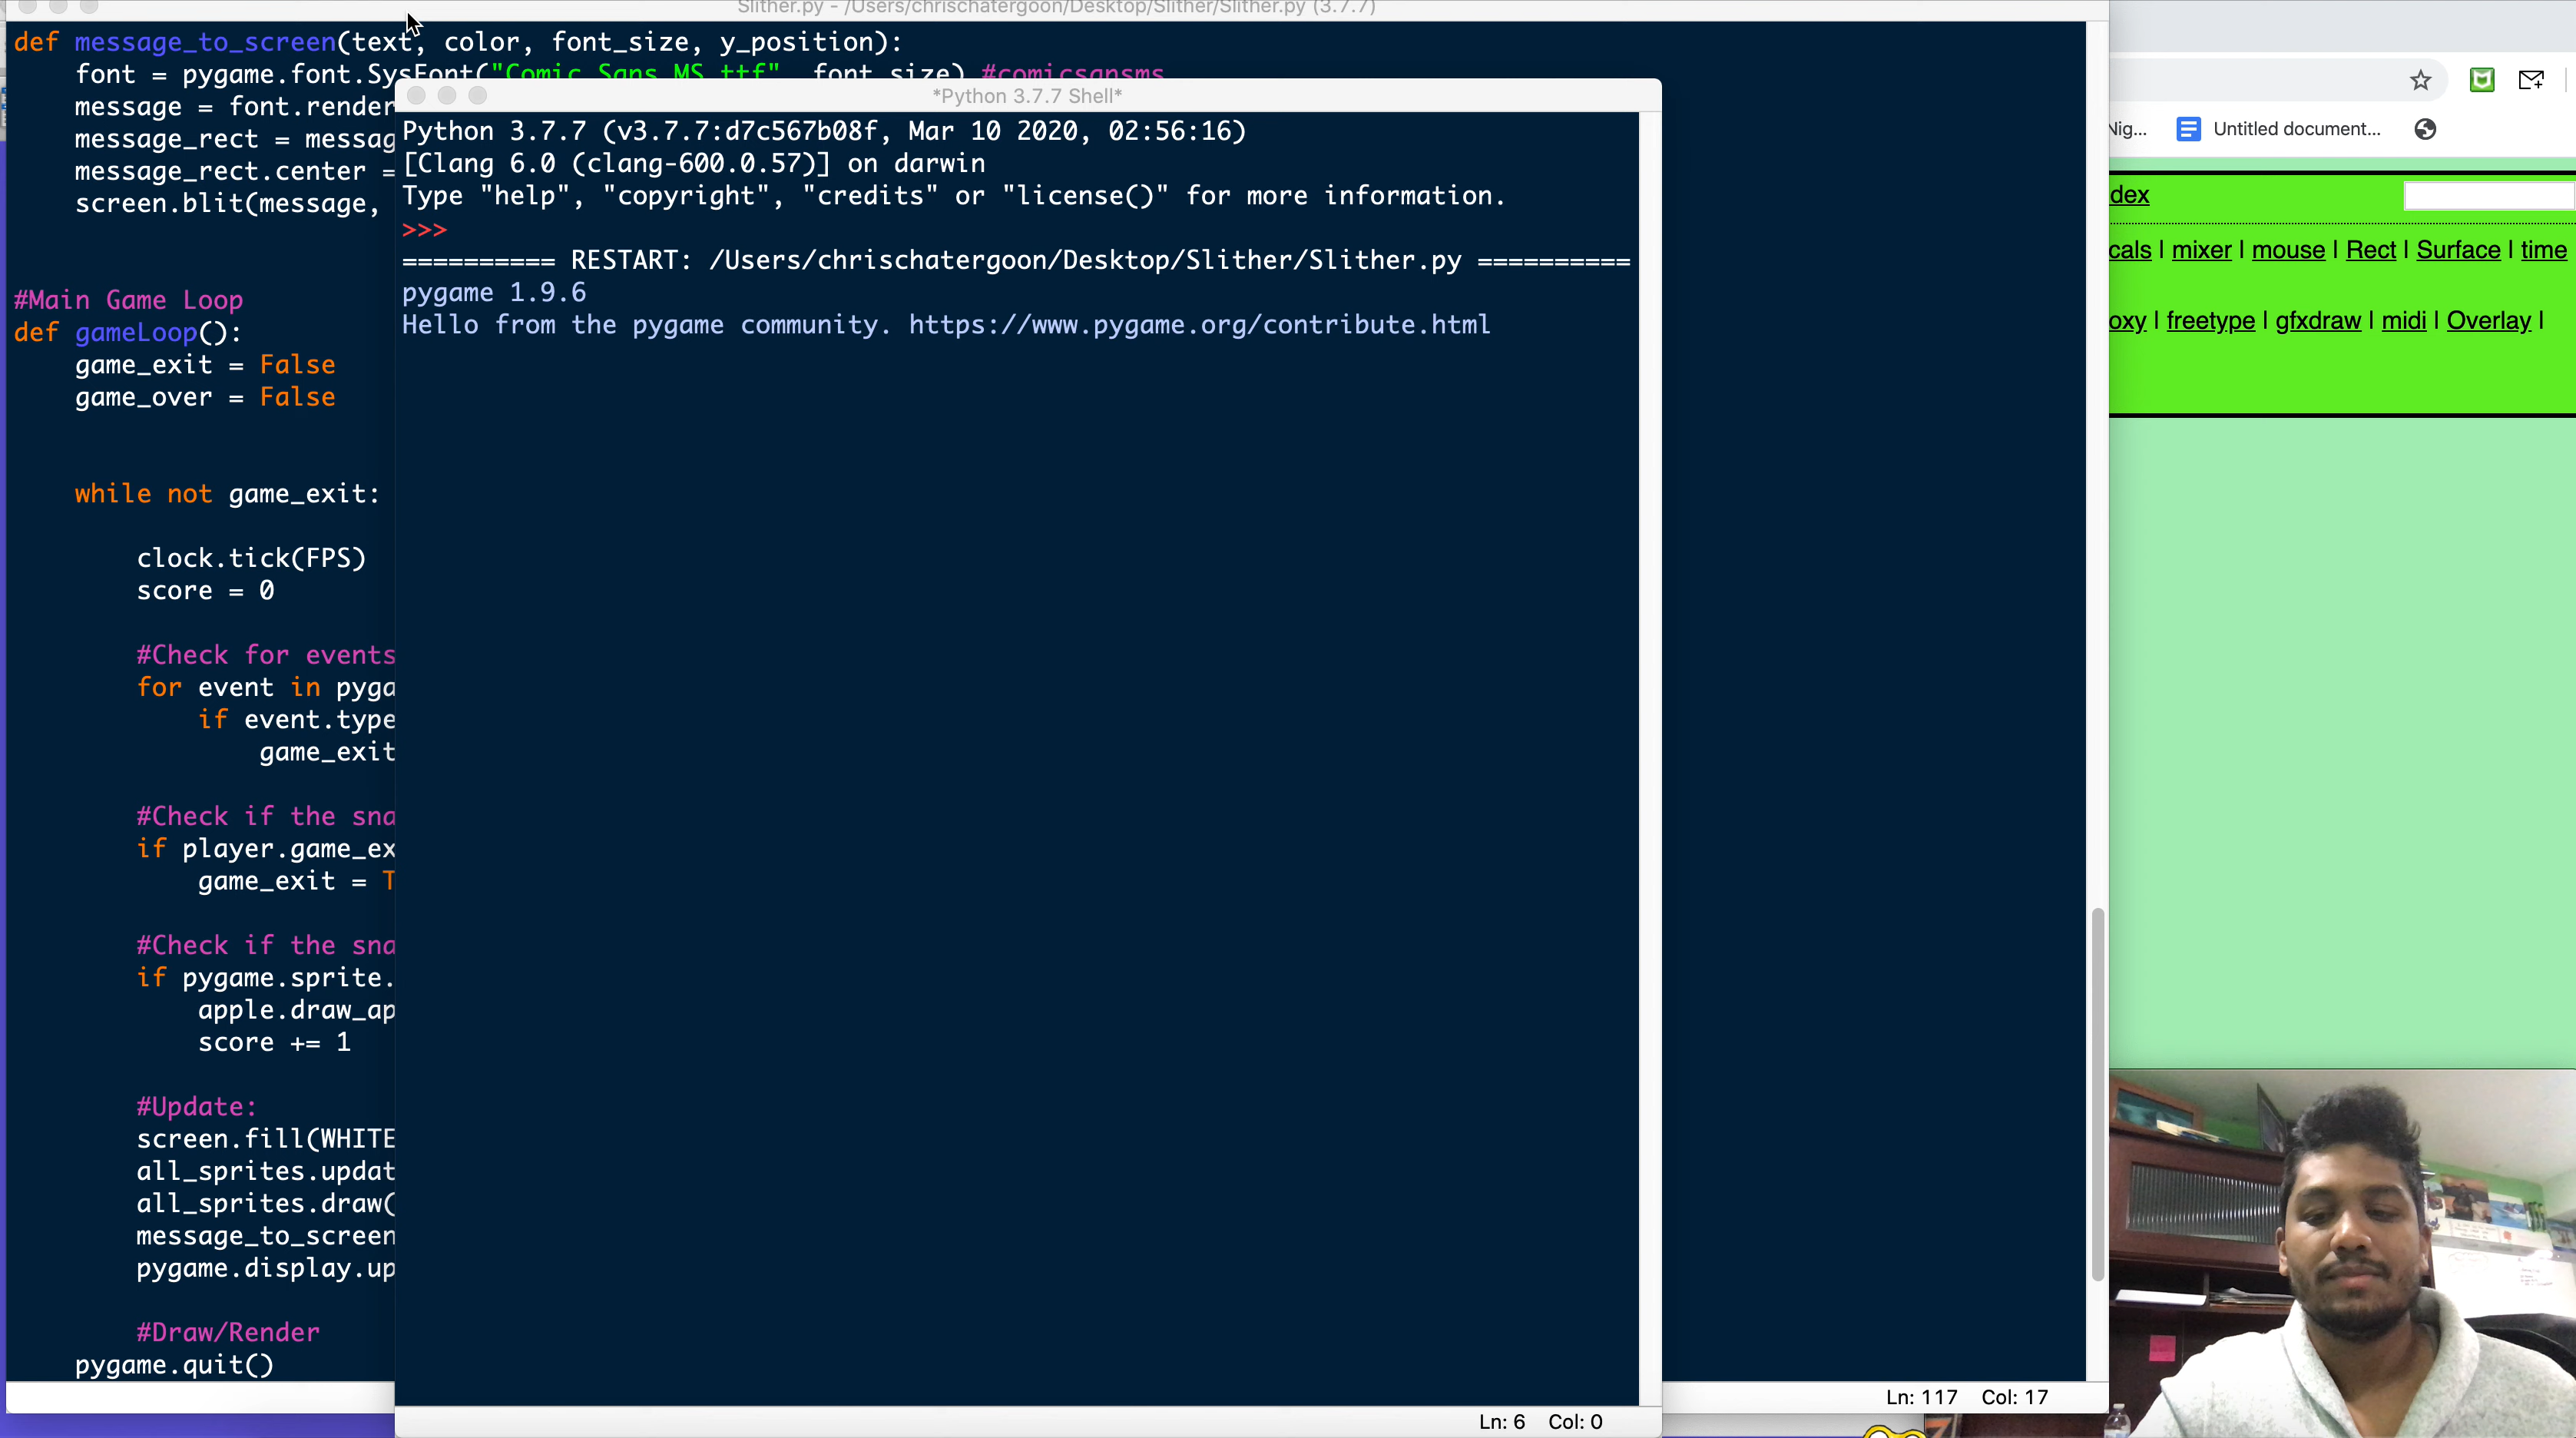 Slither.py - /Users/chrischatergoon/Desktop/Slither/Slither.py (3.7.7)
def message_to_screen(text, color, font_size, y_position):
font = pygame.font.SysFont("Comic Sans MS.ttf", font_size) #comicsansms
message = font.render
message_rect = messag
message_rect.center =
screen.blit(message,
#Main Game Loop
def gameLoop():
game_exit = False
game_over = False
while not game_exit:
clock.tick(FPS)
score = 0
#Check for events
for event in pyga
if event.type
game_exit
#Check if the sna
if player.game_ex
game_exit = T
#Check if the sna
if pygame.sprite.
apple.draw_ap
score += 1
#Update:
screen.fill(WHITE
all_sprites.updat
all_sprites.draw(
message_to_screen
pygame.display.up
#Draw/Render
pygame.quit()
Ln: 117 Col: 17
*Python 3.7.7 Shell*
Python 3.7.7 (v3.7.7:d7c567b08f, Mar 10 2020, 02:56:16)
[Clang 6.0 (clang-600.0.57)] on darwin
Type "help", "copyright", "credits" or "license()" for more information.
>>>
========== RESTART: /Users/chrischatergoon/Desktop/Slither/Slither.py ==========
pygame 1.9.6
Hello from the pygame community. https://www.pygame.org/contribute.html
Ln: 6 Col: 0
Nig... Untitled document...
dex
cals | mixer | mouse | Rect | Surface | time
oxy | freetype | gfxdraw | midi | Overlay |